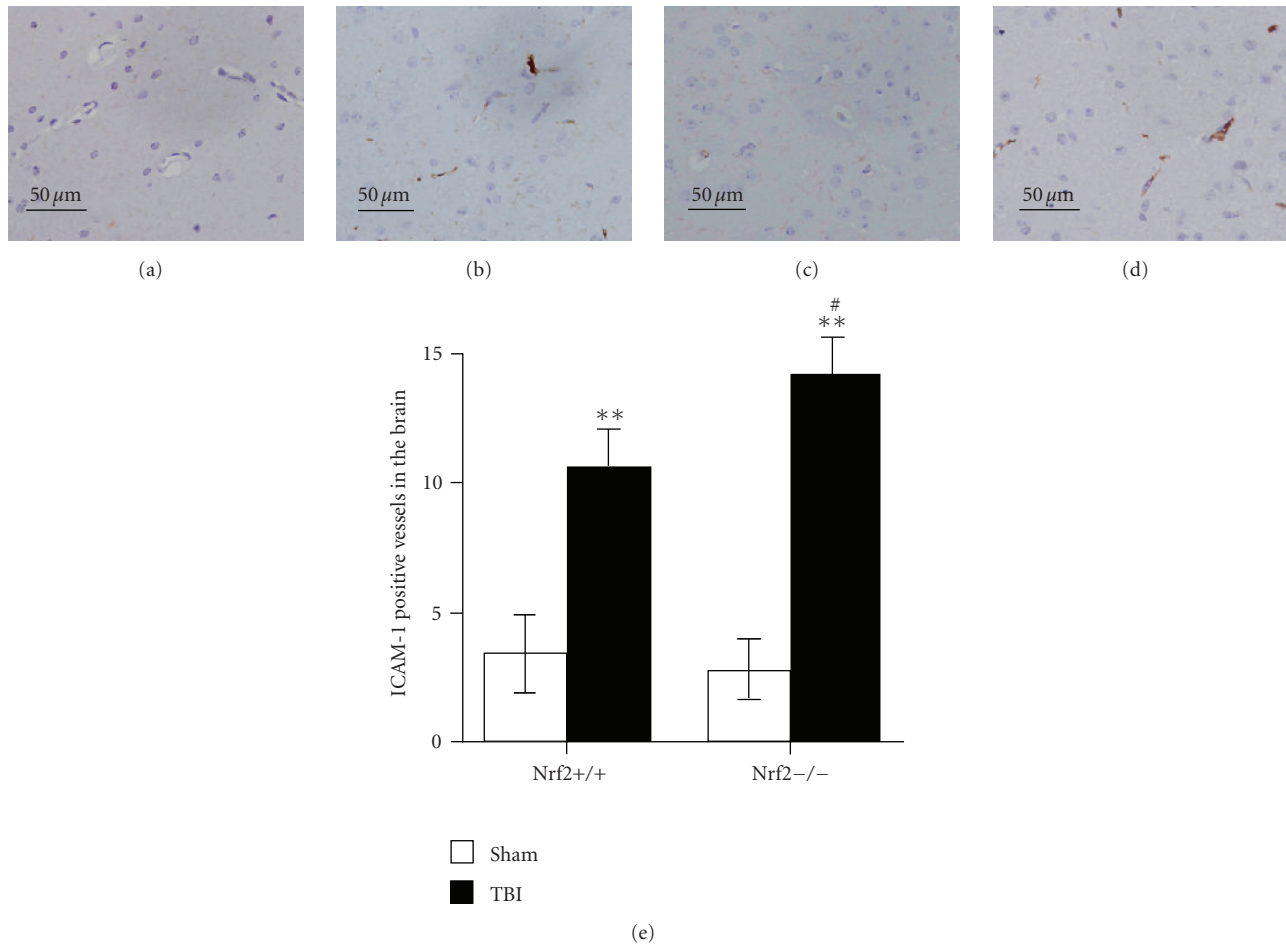 50 μm
50 μm
50 μm
50 μm
(a)
(b)
(c)
(d)
ICAM-1 positive vessels in the brain
15
10
5
0
**
#
**
Nrf2+/+
Nrf2−/−
Sham
TBI
(e)